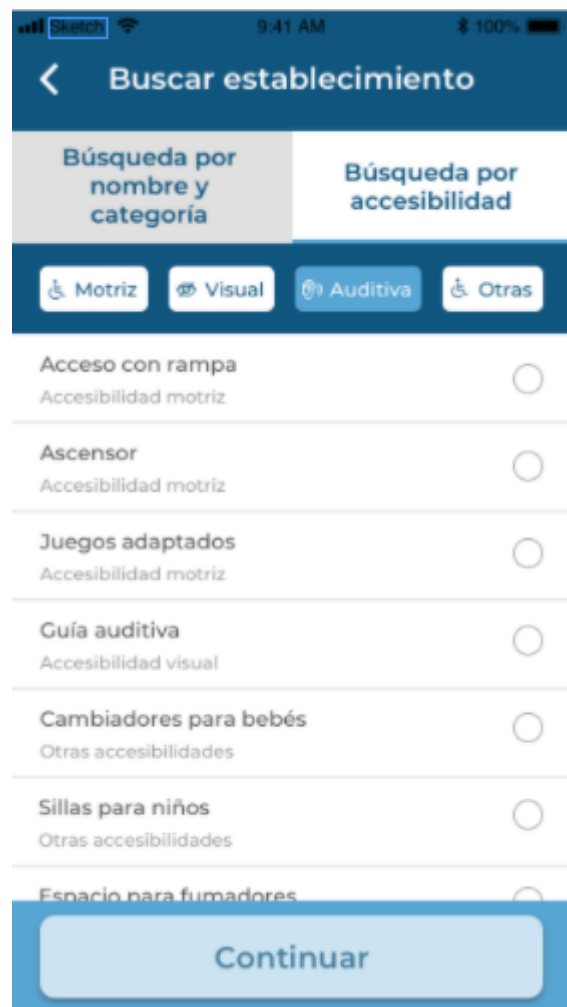 Sketch 9:41 AM 100%
Buscar establecimiento
Búsqueda por
nombre y
categoría
Búsqueda por
accesibilidad
Motriz Visual Auditiva Otras
Acceso con rampa
Accesibilidad motriz
Ascensor
Accesibilidad motriz
Juegos adaptados
Accesibilidad motriz
Guía auditiva
Accesibilidad visual
Cambiadores para bebés
Otras accesibilidades
Sillas para niños
Otras accesibilidades
Espacio para fumadores
Continuar